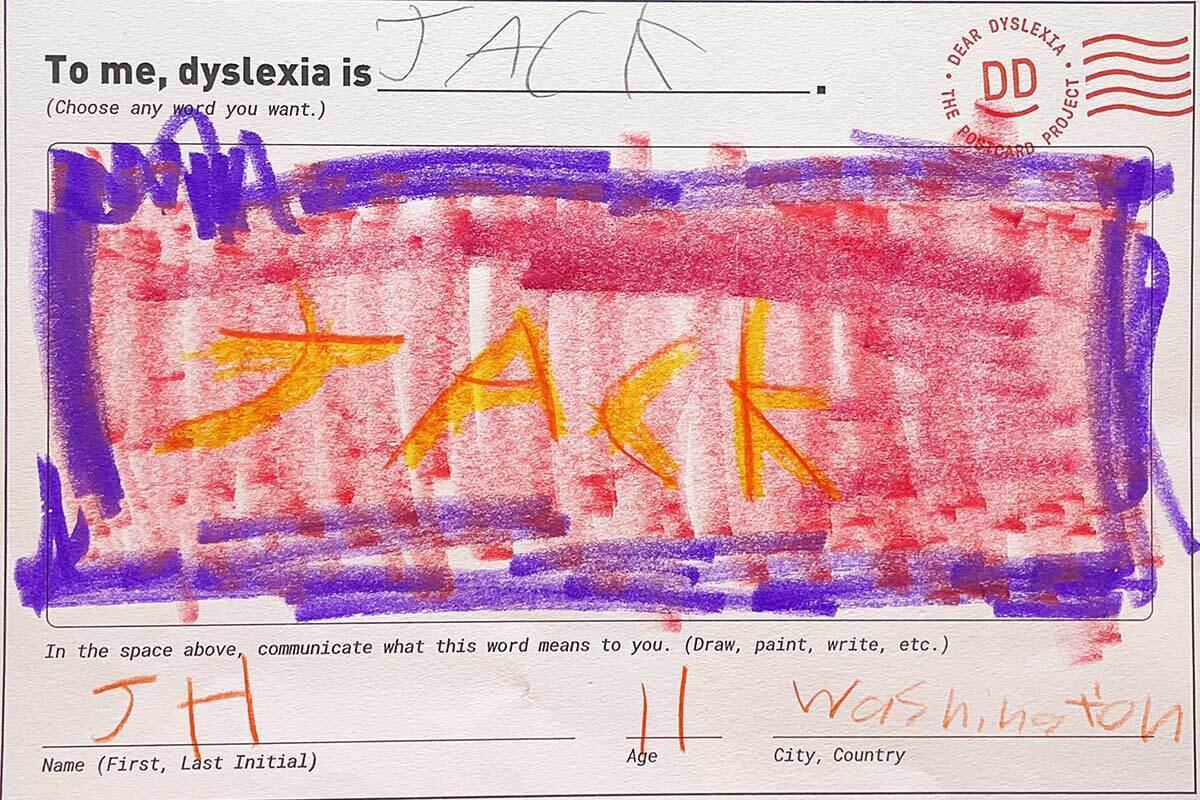 To me, dyslexia is JACK.
(Choose any word you want.)
DEAR DYSLEXIA • THE POSTCARD PROJECT •
DD
JACK
In the space above, communicate what this word means to you. (Draw, paint, write, etc.)
JH 11 Washington
Name (First, Last Initial) Age City, Country